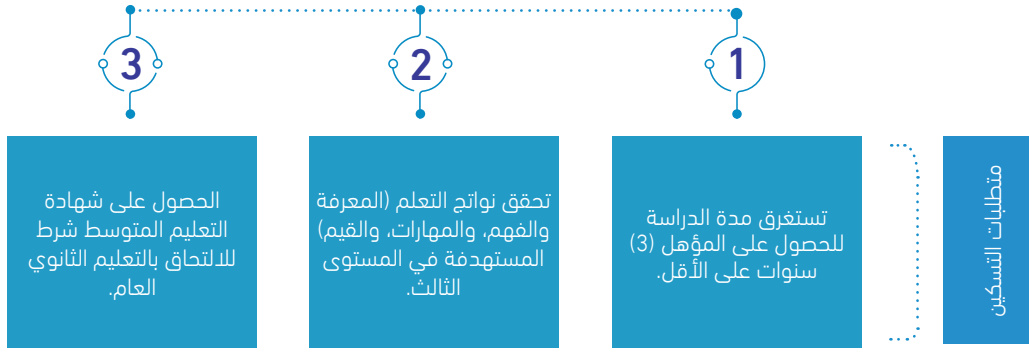 متطلبات التسكين
1
تستغرق مدة الدراسة
للحصول على المؤهل (3)
سنوات على الأقل.
2
تحقق نواتج التعلم (المعرفة
والفهم، والمهارات، والقيم)
المستهدفة في المستوى
الثالث.
3
الحصول على شهادة
التعليم المتوسط شرط
للالتحاق بالتعليم الثانوي
العام.